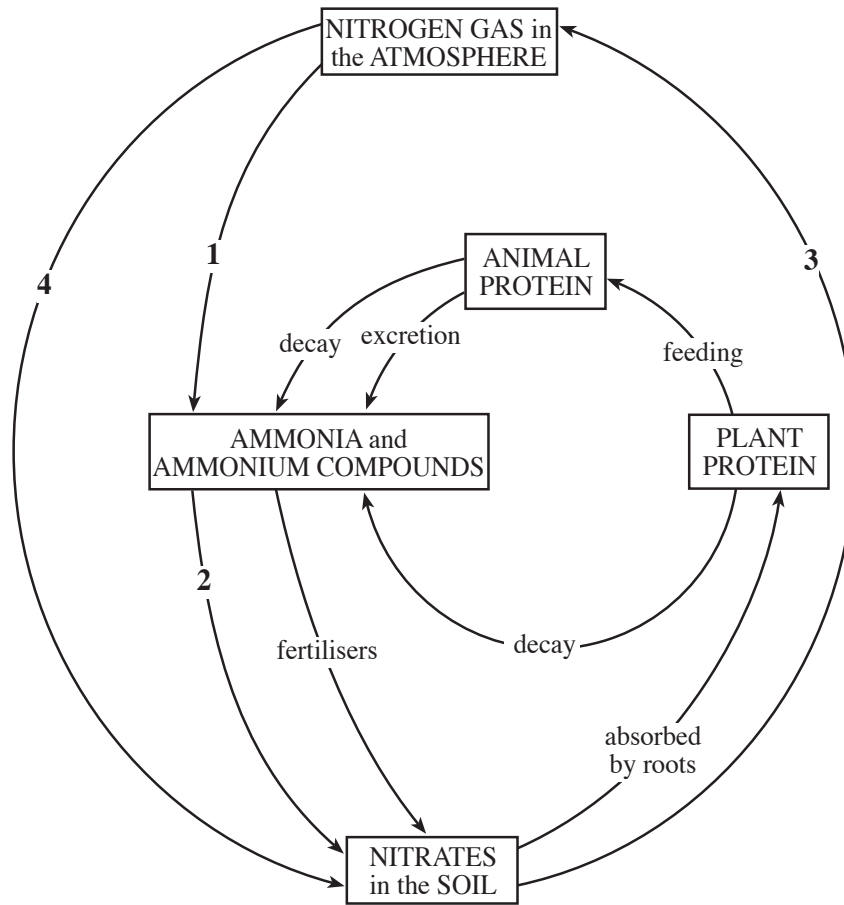 NITROGEN GAS in
the ATMOSPHERE
1
4
3
ANIMAL
PROTEIN
decay
excretion
feeding
AMMONIA and
AMMONIUM COMPOUNDS
PLANT
PROTEIN
2
fertilisers
decay
absorbed
by roots
NITRATES
in the SOIL